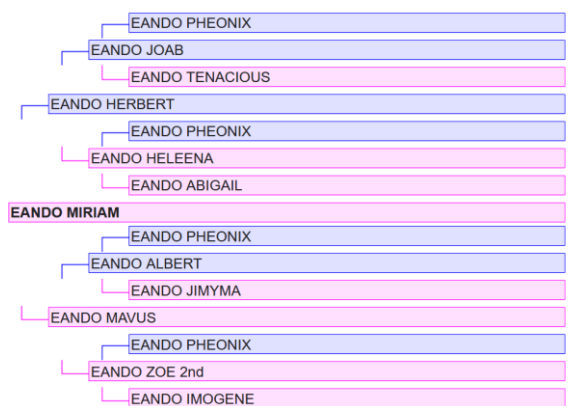 EANDO PHEONIX
EANDO JOAB
EANDO TENACIOUS
EANDO HERBERT
EANDO PHEONIX
EANDO HELEENA
EANDO ABIGAIL
EANDO MIRIAM
EANDO PHEONIX
EANDO ALBERT
EANDO JIMYMA
EANDO MAVUS
EANDO PHEONIX
EANDO ZOE 2nd
EANDO IMOGENE